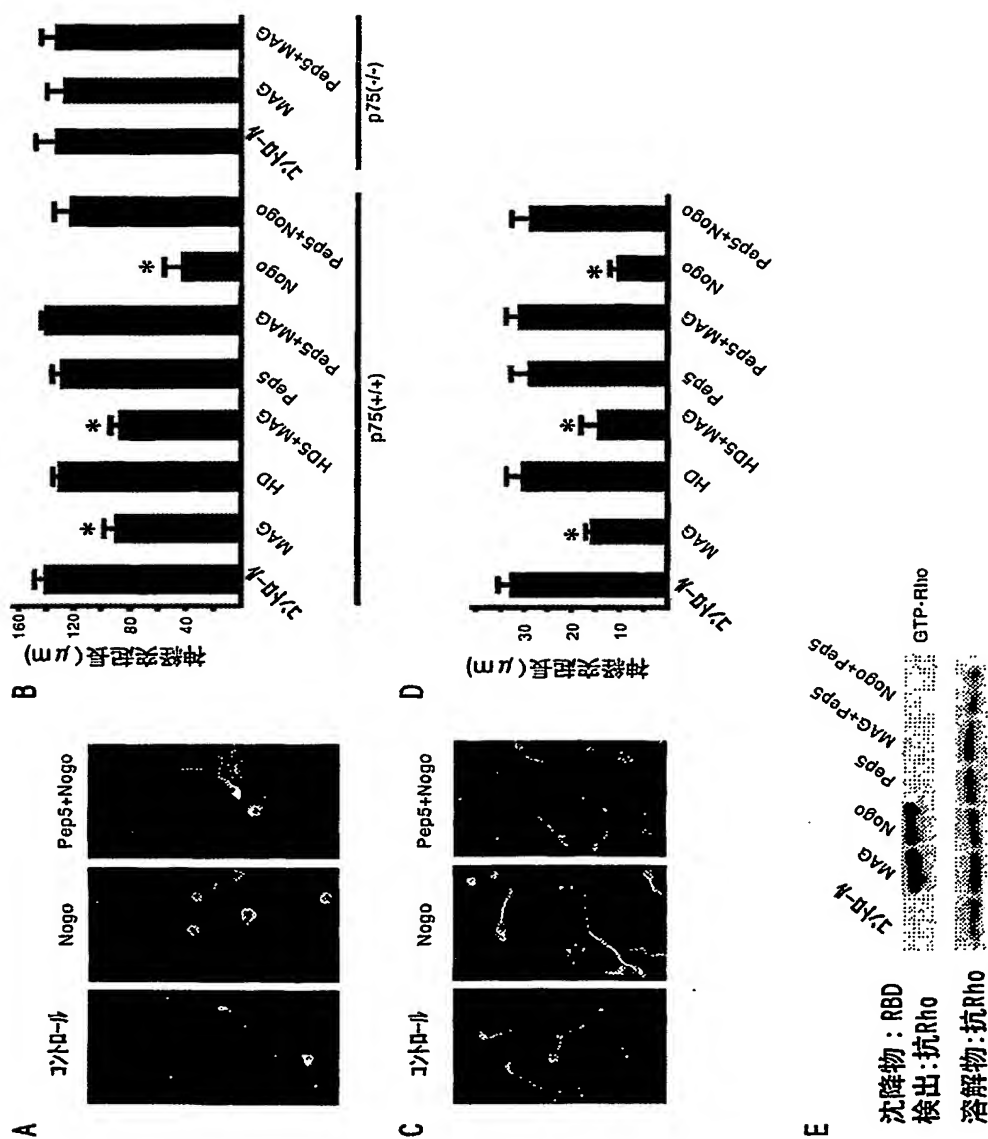 A
コントロール
Nogo
Pep5+Nogo
B
神経突起長(μm)
160
120
80
40
コントロール
MAG
HD
HD5+MAG
Pep5
Pep5+MAG
Nogo
Pep5+Nogo
コントロール
MAG
Pep5+MAG
*
*
*
p75(+/+)
p75(-/-)
C
コントロール
Nogo
Pep5+Nogo
D
神経突起長(μm)
30
20
10
コントロール
MAG
HD
HD5+MAG
Pep5
Pep5+MAG
Nogo
Pep5+Nogo
*
*
*
E
コントロール
MAG
Nogo
Pep5
MAG+Pep5
Nogo+Pep5
沈降物:RBD
検出:抗Rho
GTP-Rho
溶解物:抗Rho